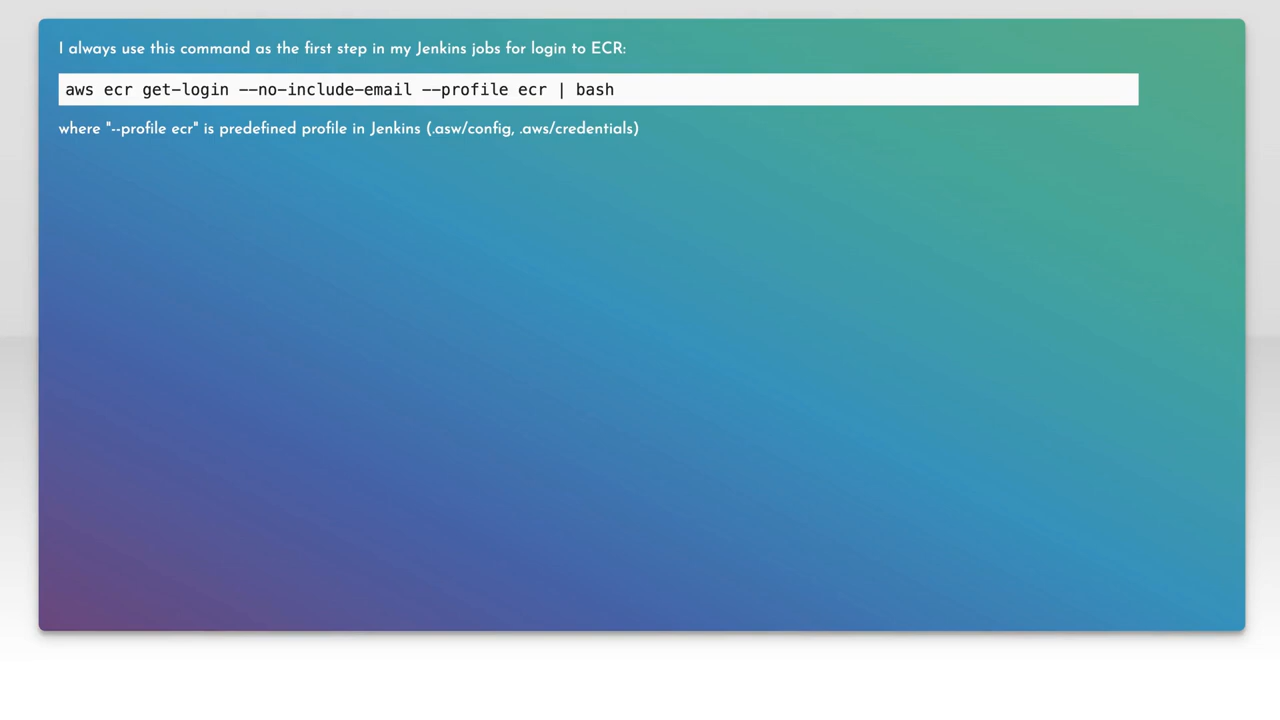 I always use this command as the first step in my Jenkins jobs for login to ECR:
aws ecr get-login --no-include-email --profile ecr | bash
where "--profile ecr" is predefined profile in Jenkins (.asw/config, .aws/credentials)